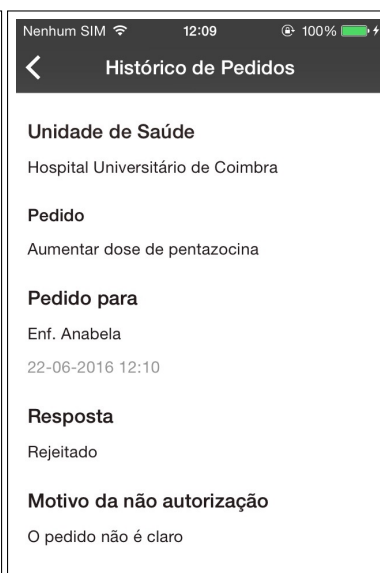 Nenhum SIM 12:09 100%
Histórico de Pedidos
Unidade de Saúde
Hospital Universitário de Coimbra
Pedido
Aumentar dose de pentazocina
Pedido para
Enf. Anabela
22-06-2016 12:10
Resposta
Rejeitado
Motivo da não autorização
O pedido não é claro